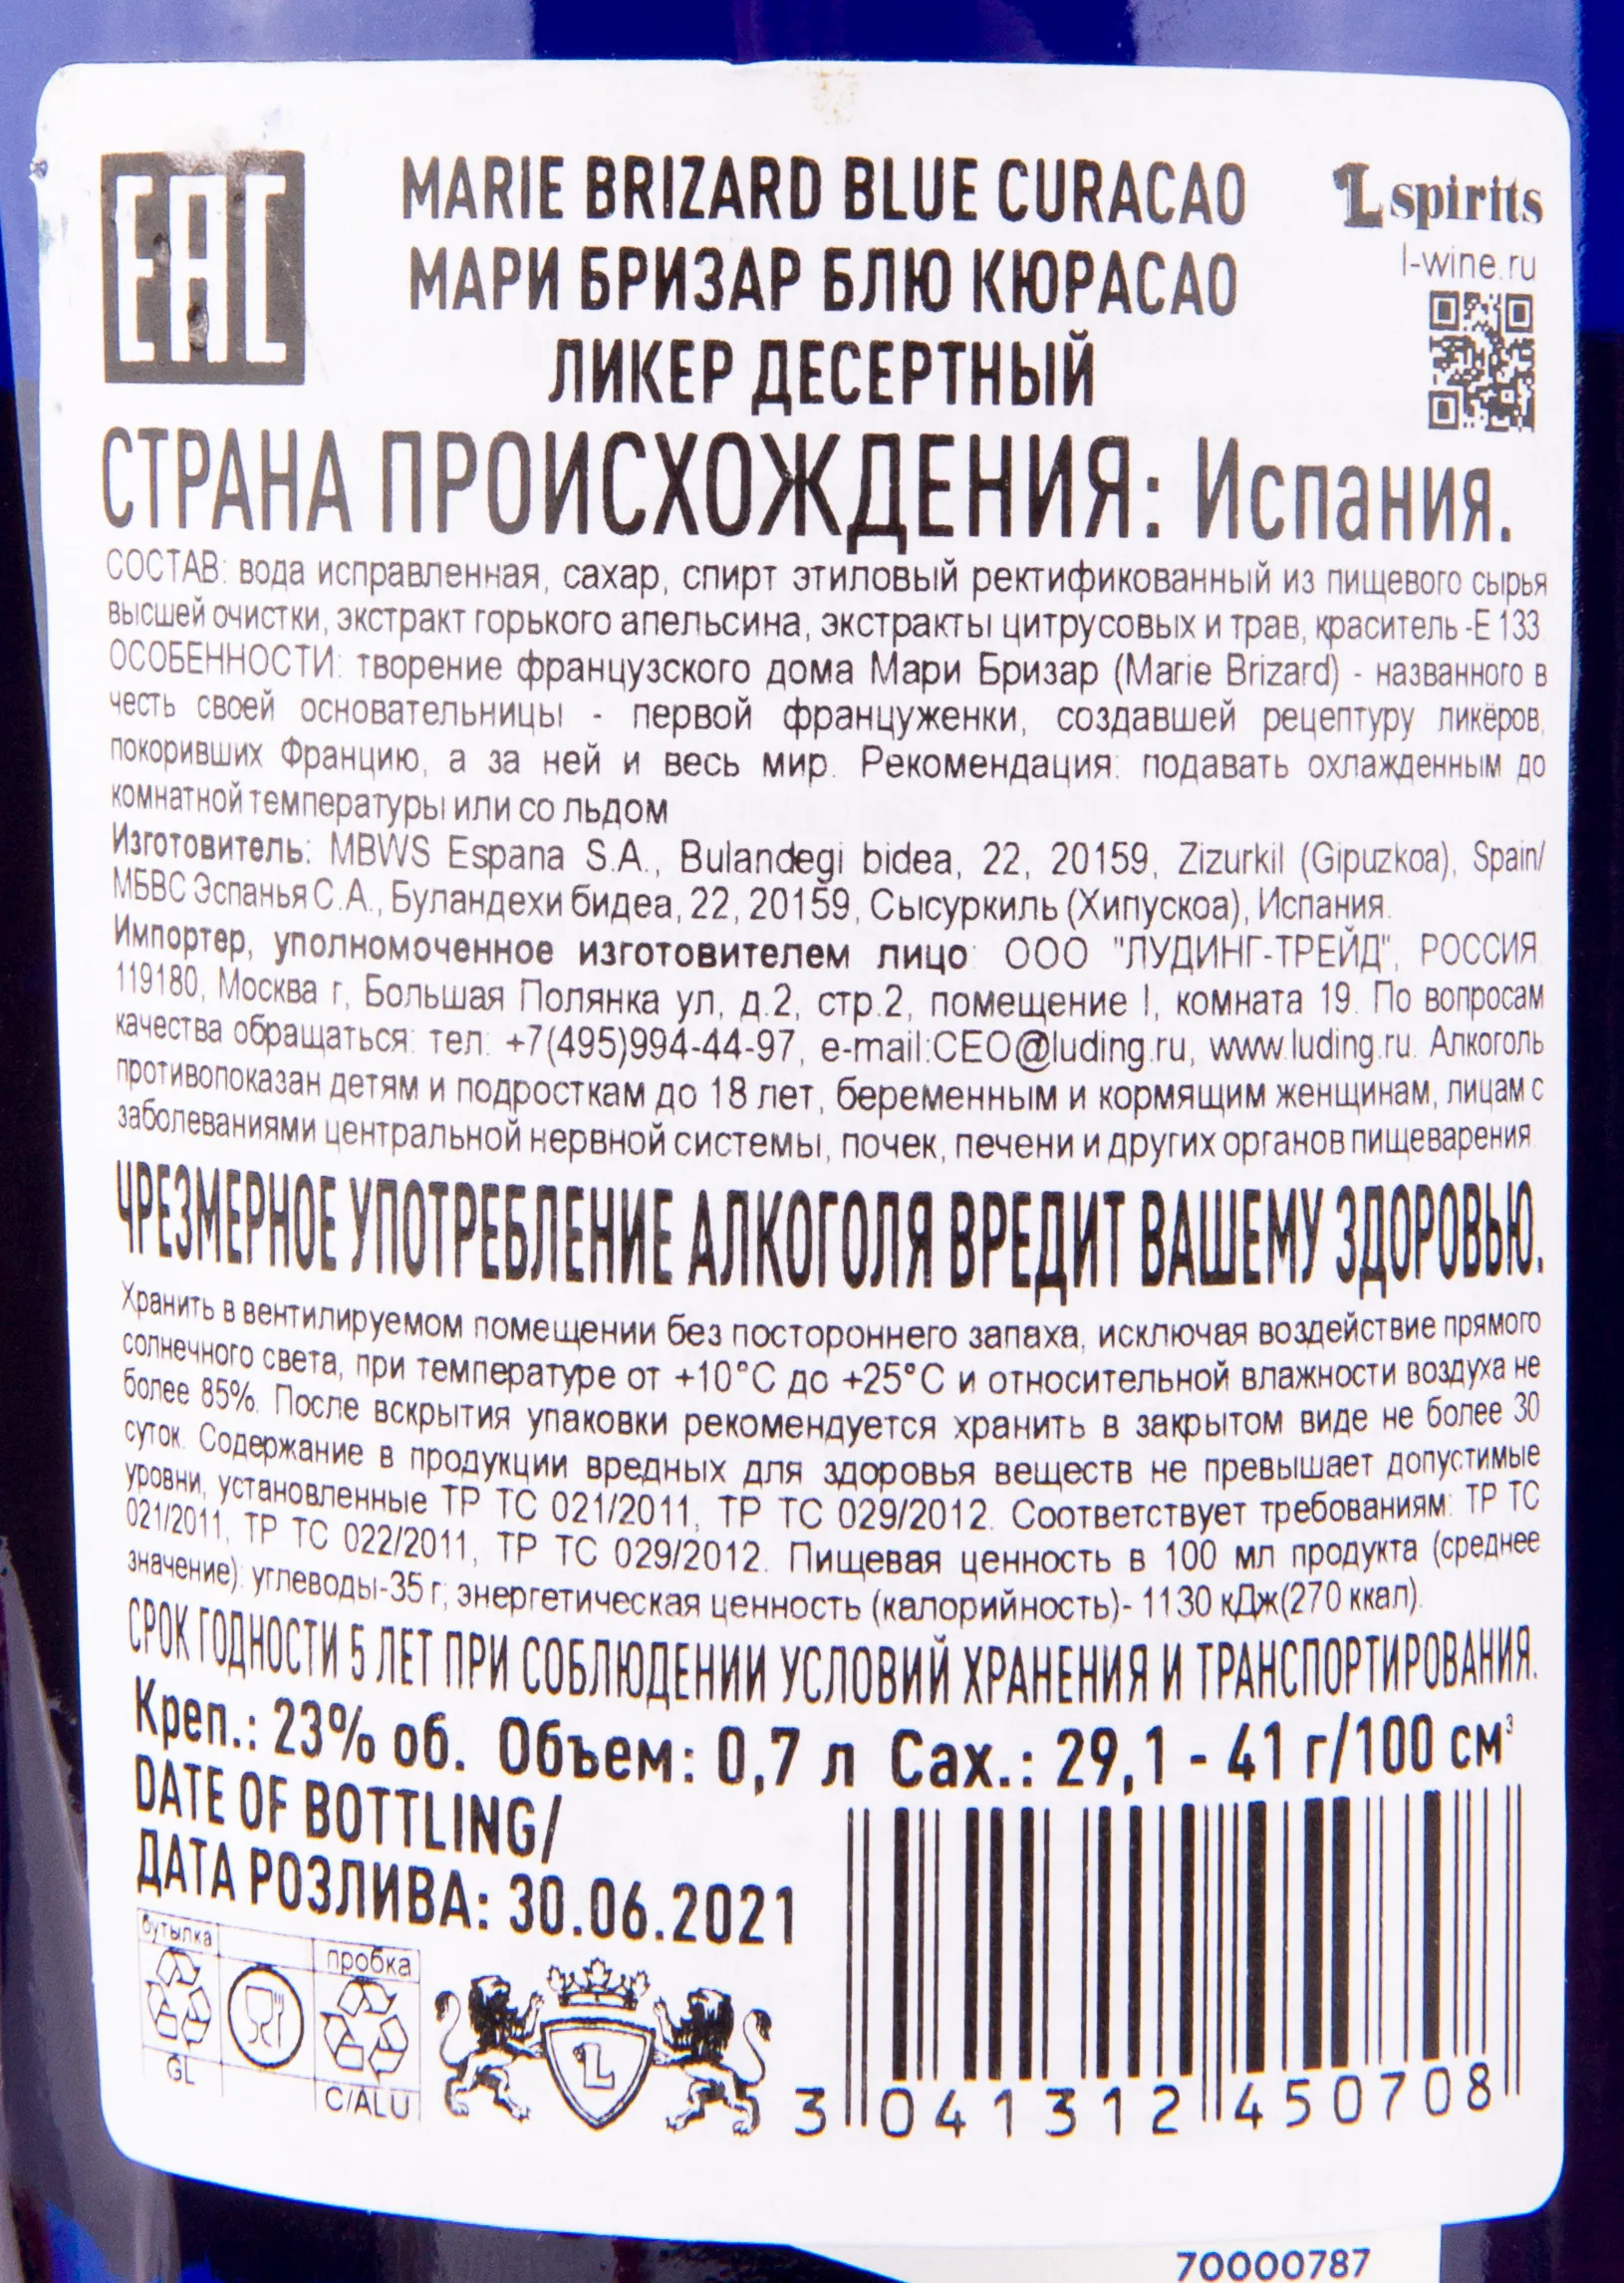 EAC
MARIE BRIZARD BLUE CURACAO
МАРИ БРИЗАР БЛЮ КЮРАСАО
ЛИКЕР ДЕСЕРТНЫЙ
L spirits
l-wine.ru
СТРАНА ПРОИСХОЖДЕНИЯ: Испания.
СОСТАВ: вода исправленная, сахар, спирт этиловый ректификованный из пищевого сырья
высшей очистки, экстракт горького апельсина, экстракты цитрусовых и трав, краситель -Е 133.
ОСОБЕННОСТИ: творение французского дома Мари Бризар (Marie Brizard) - названного в
честь своей основательницы - первой француженки, создавшей рецептуру ликёров,
покоривших Францию, а за ней и весь мир. Рекомендация: подавать охлажденным до
комнатной температуры или со льдом
Изготовитель: MBWS Espana S.A., Bulandegi bidea, 22, 20159, Zizurkil (Gipuzkoa), Spain/
МБВС Эспанья С.А., Буландехи бидеа, 22, 20159, Сысуркиль (Хипускоа), Испания.
Импортер, уполномоченное изготовителем лицо: ООО "ЛУДИНГ-ТРЕЙД", РОССИЯ,
119180, Москва г, Большая Полянка ул, д.2, стр.2, помещение I, комната 19. По вопросам
качества обращаться: тел: +7(495)994-44-97, e-mail:CEO@luding.ru, www.luding.ru. Алкоголь
противопоказан детям и подросткам до 18 лет, беременным и кормящим женщинам, лицам с
заболеваниями центральной нервной системы, почек, печени и других органов пищеварения.
ЧРЕЗМЕРНОЕ УПОТРЕБЛЕНИЕ АЛКОГОЛЯ ВРЕДИТ ВАШЕМУ ЗДОРОВЬЮ.
Хранить в вентилируемом помещении без постороннего запаха, исключая воздействие прямого
солнечного света, при температуре от +10°С до +25°С и относительной влажности воздуха не
более 85%. После вскрытия упаковки рекомендуется хранить в закрытом виде не более 30
суток. Содержание в продукции вредных для здоровья веществ не превышает допустимые
уровни, установленные ТР ТС 021/2011, ТР ТС 029/2012. Соответствует требованиям: ТР ТС
021/2011, ТР ТС 022/2011, ТР ТС 029/2012. Пищевая ценность в 100 мл продукта (среднее
значение): углеводы-35 г; энергетическая ценность (калорийность)- 1130 кДж(270 ккал).
СРОК ГОДНОСТИ 5 ЛЕТ ПРИ СОБЛЮДЕНИИ УСЛОВИЙ ХРАНЕНИЯ И ТРАНСПОРТИРОВАНИЯ.
Креп.: 23% об. Объем: 0,7 л Сах.: 29,1 - 41 г/100 см³
DATE OF BOTTLING/
ДАТА РОЗЛИВА: 30.06.2021
бутылка
пробка
GL
C/ALU
L
3 041312 450708
70000787